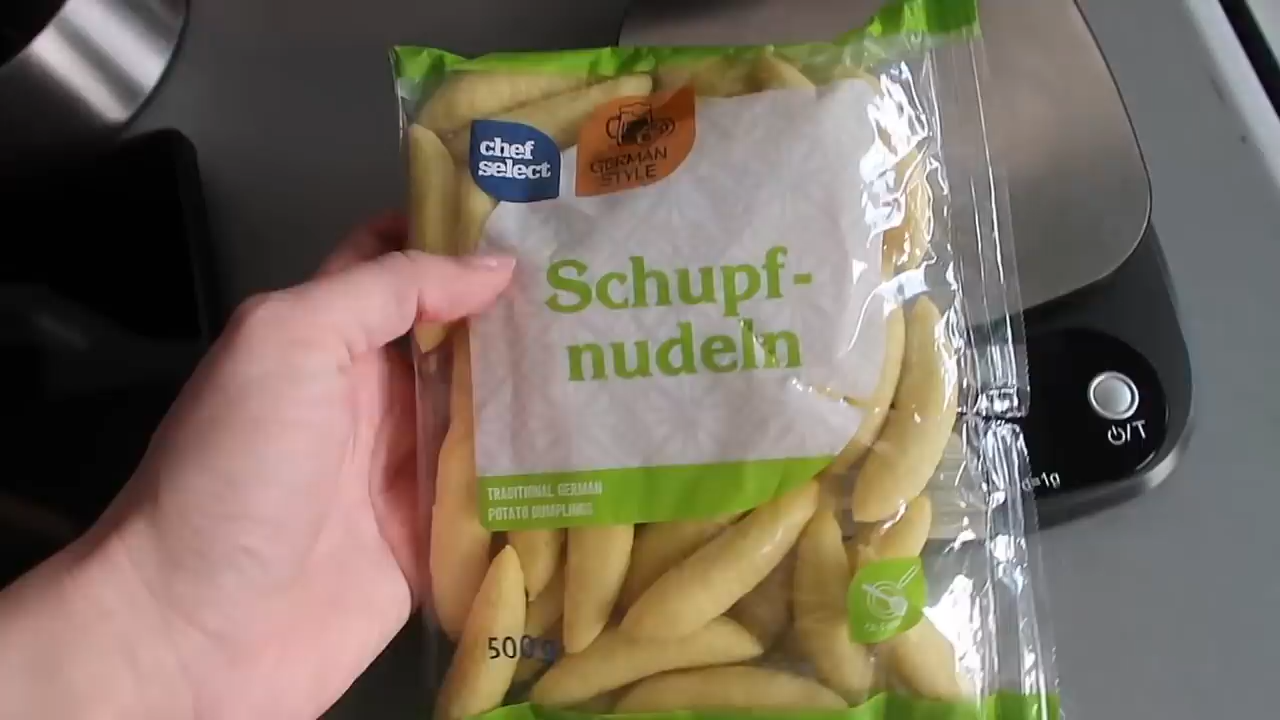 chef
select
GERMAN
STYLE
Schupf-
nudeln
TRADITIONAL GERMAN
POTATO DUMPLINGS
500g
⏻/T
d=1g